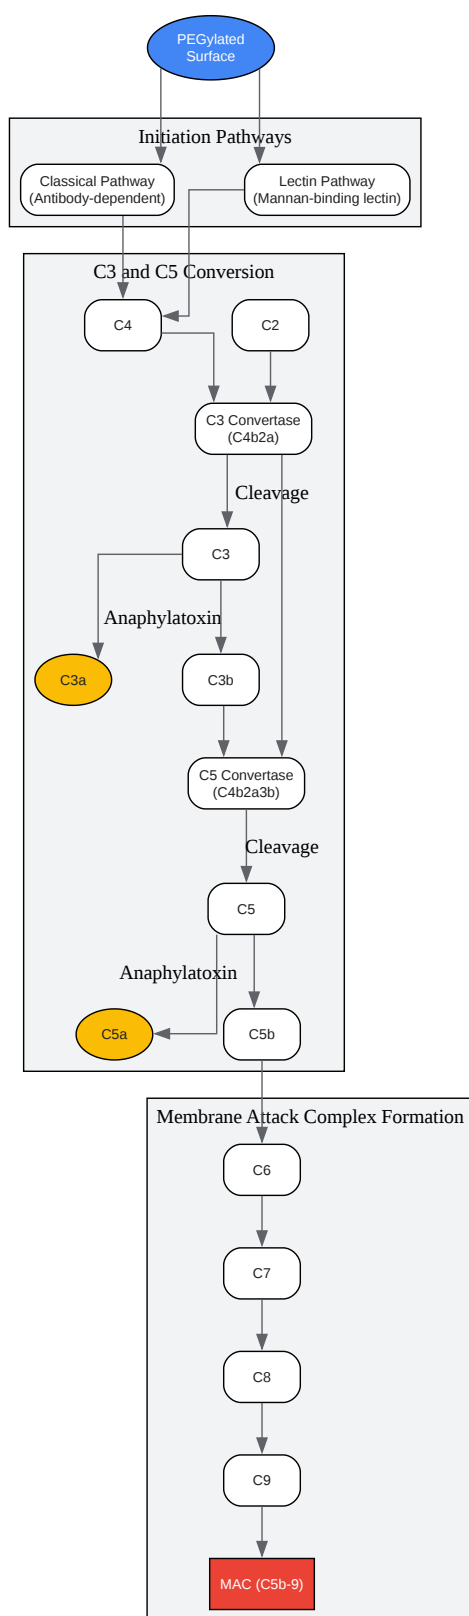 PEGylated
Surface
Initiation Pathways
Classical Pathway
(Antibody-dependent)
Lectin Pathway
(Mannan-binding lectin)
C3 and C5 Conversion
C4
C2
C3 Convertase
(C4b2a)
Cleavage
C3
Anaphylatoxin
C3a
C3b
C5 Convertase
(C4b2a3b)
Cleavage
C5
Anaphylatoxin
C5a
C5b
Membrane Attack Complex Formation
C6
C7
C8
C9
MAC (C5b-9)